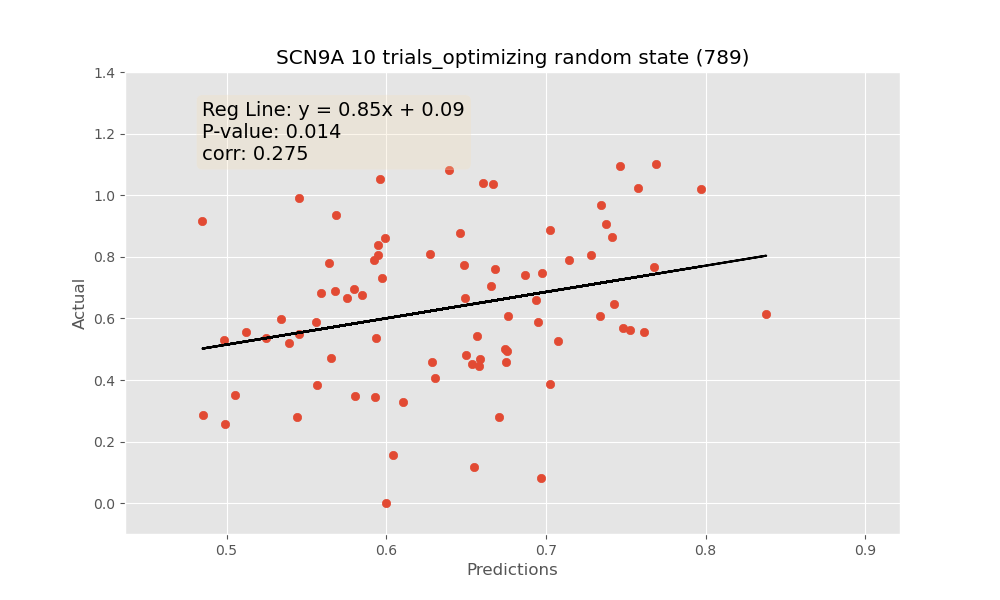 SCN9A 10 trials_optimizing random state (789)
Reg Line: y = 0.85x + 0.09
P-value: 0.014
corr: 0.275
1.4
1.2
1.0
0.8
0.6
0.4
0.2
0.0
Actual
0.5 0.6 0.7 0.8 0.9
Predictions